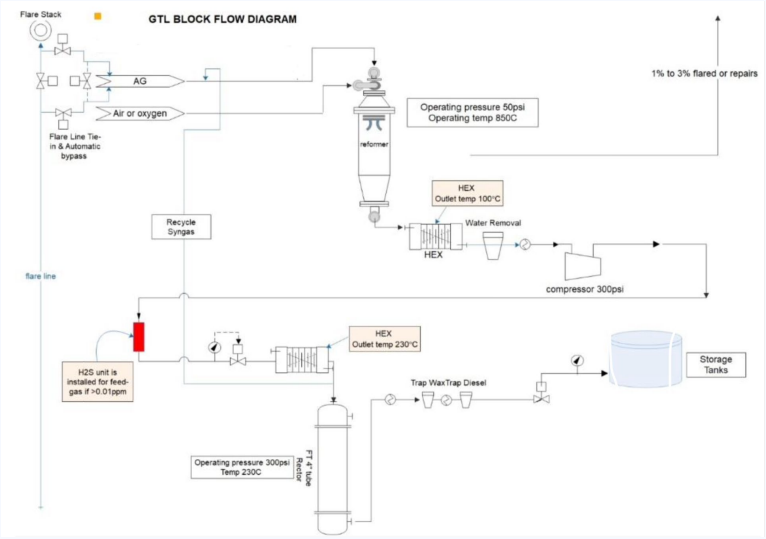 Flare Stack
GTL BLOCK FLOW DIAGRAM
AG
Air or oxygen
Flare Line Tie-
in & Automatic
bypass
1% to 3% flared or repairs
Operating pressure 50psi
Operating temp 850C
reformer
HEX
Outlet temp 100°C
Water Removal
HEX
Recycle
Syngas
compressor 300psi
flare line
HEX
Outlet temp 230°C
H2S unit is
installed for feed-
gas if >0.01ppm
Storage
Tanks
Trap WaxTrap Diesel
Operating pressure 300psi
Temp 230C
FT 4" tube
Rector